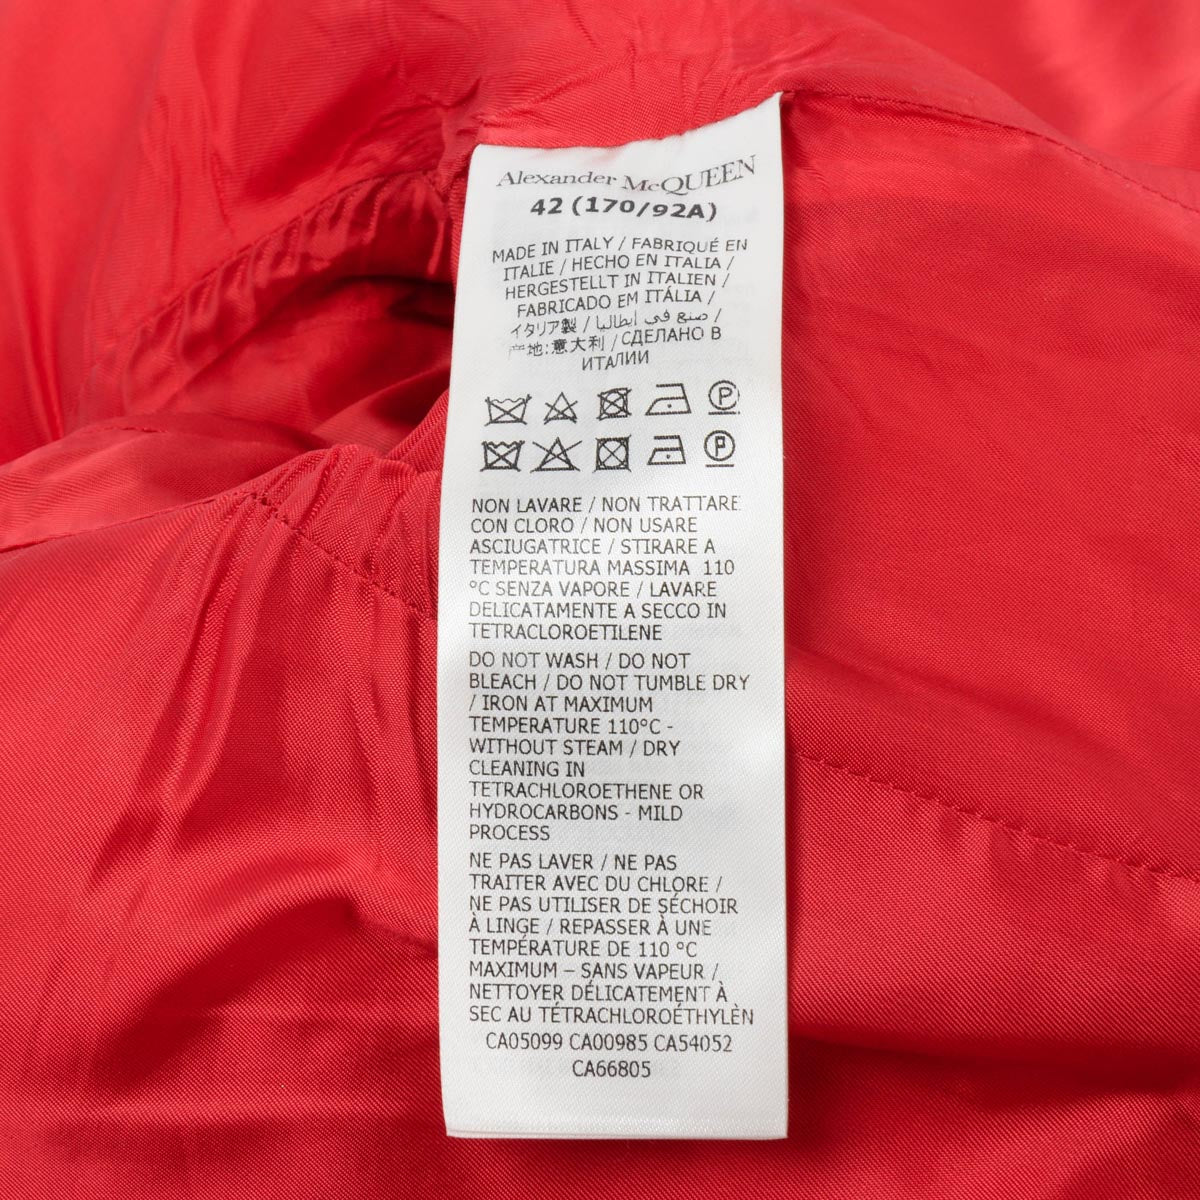 Alexander McQUEEN
42 (170/92A)
MADE IN ITALY / FABRIQUÉ EN
ITALIE / HECHO EN ITALIA /
HERGESTELLT IN ITALIEN /
FABRICADO EM ITÁLIA /
イタリア製 / صنع في إيطاليا /
产地:意大利 / СДЕЛАНО В
ИТАЛИИ
P
P
NON LAVARE / NON TRATTARE
CON CLORO / NON USARE
ASCIUGATRICE / STIRARE A
TEMPERATURA MASSIMA 110
°C SENZA VAPORE / LAVARE
DELICATAMENTE A SECCO IN
TETRACLOROETILENE
DO NOT WASH / DO NOT
BLEACH / DO NOT TUMBLE DRY
/ IRON AT MAXIMUM
TEMPERATURE 110°C -
WITHOUT STEAM / DRY
CLEANING IN
TETRACHLOROETHENE OR
HYDROCARBONS - MILD
PROCESS
NE PAS LAVER / NE PAS
TRAITER AVEC DU CHLORE /
NE PAS UTILISER DE SÉCHOIR
À LINGE / REPASSER À UNE
TEMPÉRATURE DE 110 °C
MAXIMUM – SANS VAPEUR /
NETTOYER DÉLICATEMENT À
SEC AU TÉTRACHLOROÉTHYLÈN
CA05099 CA00985 CA54052
CA66805